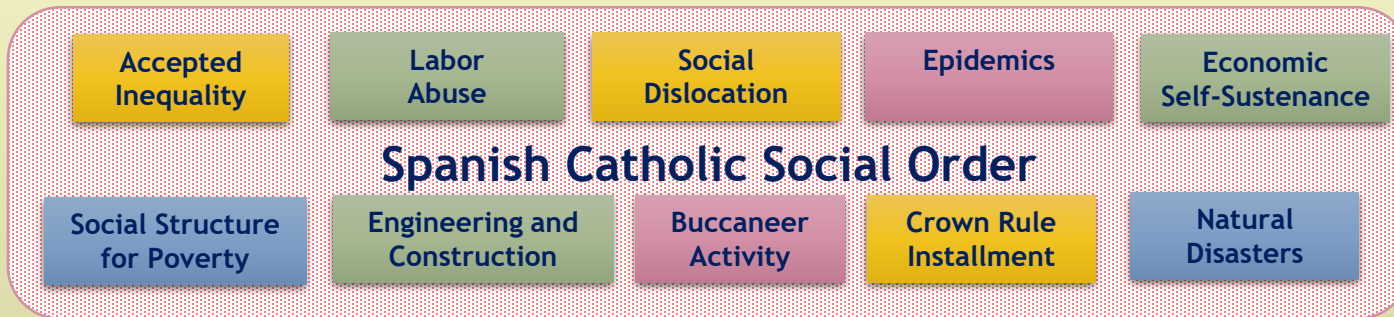 Accepted
Inequality
Labor
Abuse
Social
Dislocation
Epidemics
Economic
Self-Sustenance
Spanish Catholic Social Order
Social Structure
for Poverty
Engineering and
Construction
Buccaneer
Activity
Crown Rule
Installment
Natural
Disasters